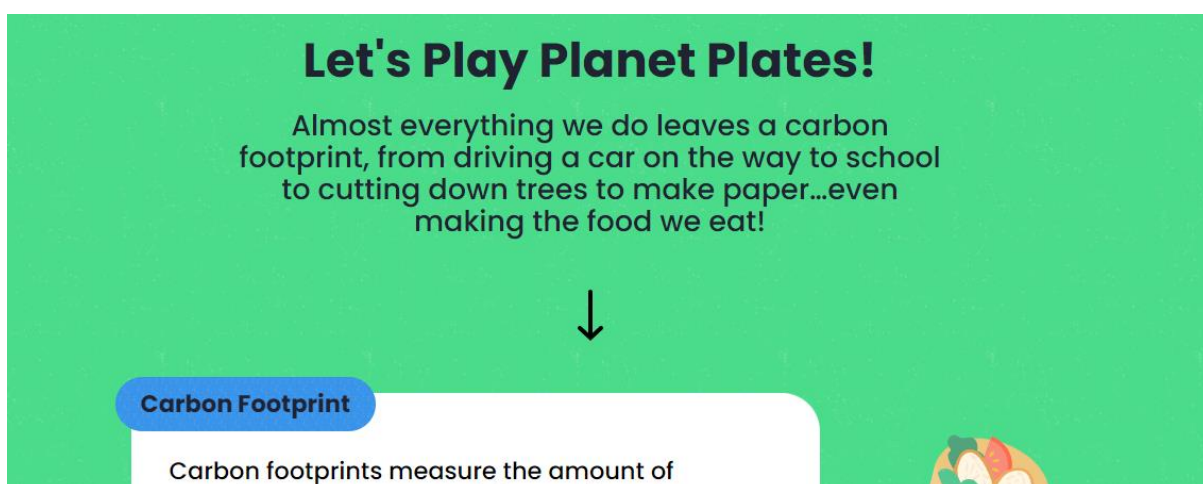 Let's Play Planet Plates!
Almost everything we do leaves a carbon
footprint, from driving a car on the way to school
to cutting down trees to make paper...even
making the food we eat!
Carbon Footprint
Carbon footprints measure the amount of